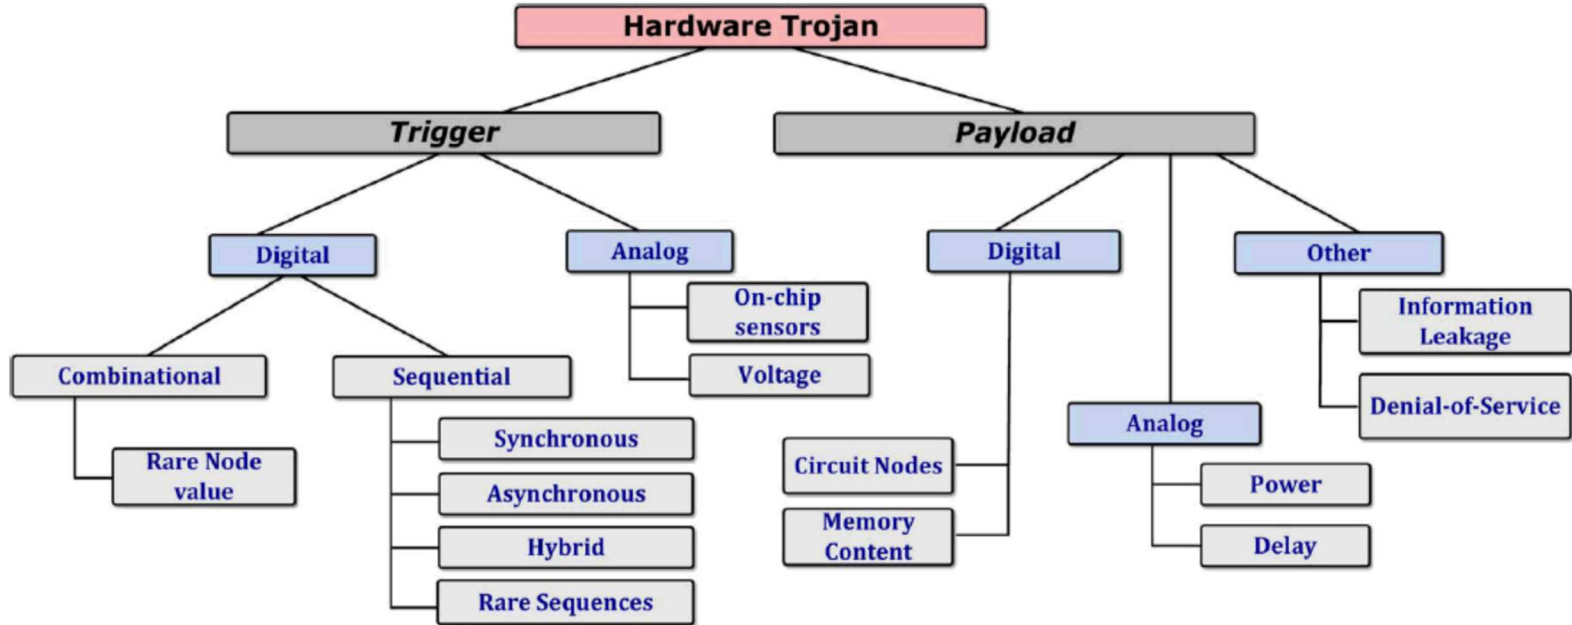 Hardware Trojan
Trigger
Payload
Digital
Analog
Digital
Other
On-chip
sensors
Voltage
Information
Leakage
Denial-of-Service
Combinational
Sequential
Analog
Rare Node
value
Synchronous
Asynchronous
Hybrid
Rare Sequences
Circuit Nodes
Memory
Content
Power
Delay